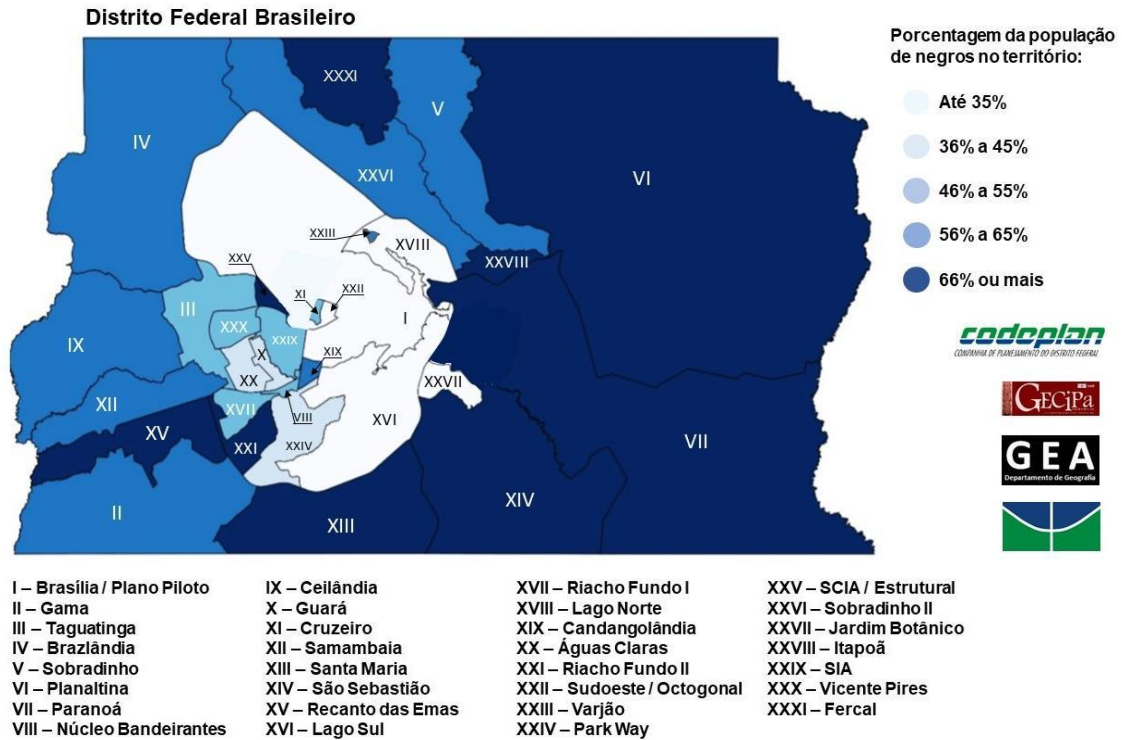 Distrito Federal Brasileiro
Porcentagem da população
de negros no território:
Até 35%
36% a 45%
46% a 55%
56% a 65%
66% ou mais
XXXI
V
IV
XXVI
VI
XXIII
XVIII
XXVIII
XXV
XI
XXII
III
I
XXX
XXIX
IX
X
XIX
XX
XXVII
XII
XVII
VIII
XVI
XV
XXI
XXIV
VII
II
XIII
XIV
codeplan
COMPANHIA DE PLANEJAMENTO DO DISTRITO FEDERAL
GECIPA
GEA
Departamento de Geografia
I – Brasília / Plano Piloto
II – Gama
III – Taguatinga
IV – Brazlândia
V – Sobradinho
VI – Planaltina
VII – Paranoá
VIII – Núcleo Bandeirantes
IX – Ceilândia
X – Guará
XI – Cruzeiro
XII – Samambaia
XIII – Santa Maria
XIV – São Sebastião
XV – Recanto das Emas
XVI – Lago Sul
XVII – Riacho Fundo I
XVIII – Lago Norte
XIX – Candangolândia
XX – Águas Claras
XXI – Riacho Fundo II
XXII – Sudoeste / Octogonal
XXIII – Varjão
XXIV – Park Way
XXV – SCIA / Estrutural
XXVI – Sobradinho II
XXVII – Jardim Botânico
XXVIII – Itapoã
XXIX – SIA
XXX – Vicente Pires
XXXI – Fercal